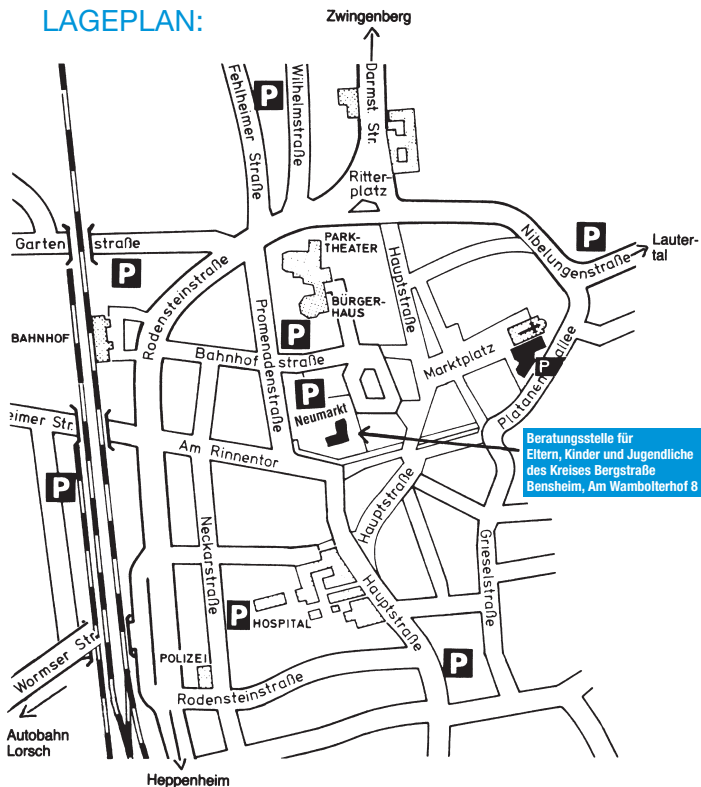 LAGEPLAN:
Zwingenberg
Fehlheimer
Straße
P
Wilhelmstraße
Darmst. Str.
Ritter-
platz
Garten straße
P
PARK-
THEATER
BÜRGER-
HAUS
Hauptstraße
Nibelungenstraße
P
Lauter-
tal
BAHNHOF
Rodensteinstraße
Promenadenstraße
P
Bahnhof straße
Marktplatz
P
Platanenallee
P
Neumarkt
eimer Str.
Am Rinnentor
Beratungsstelle für
Eltern, Kinder und Jugendliche
des Kreises Bergstraße
Bensheim, Am Wambolterhof 8
P
Neckarstraße
Hauptstraße
Grieselstraße
P
HOSPITAL
Hauptstraße
POLIZEI
P
Wormser Str.
Rodensteinstraße
Autobahn
Lorsch
Heppenheim